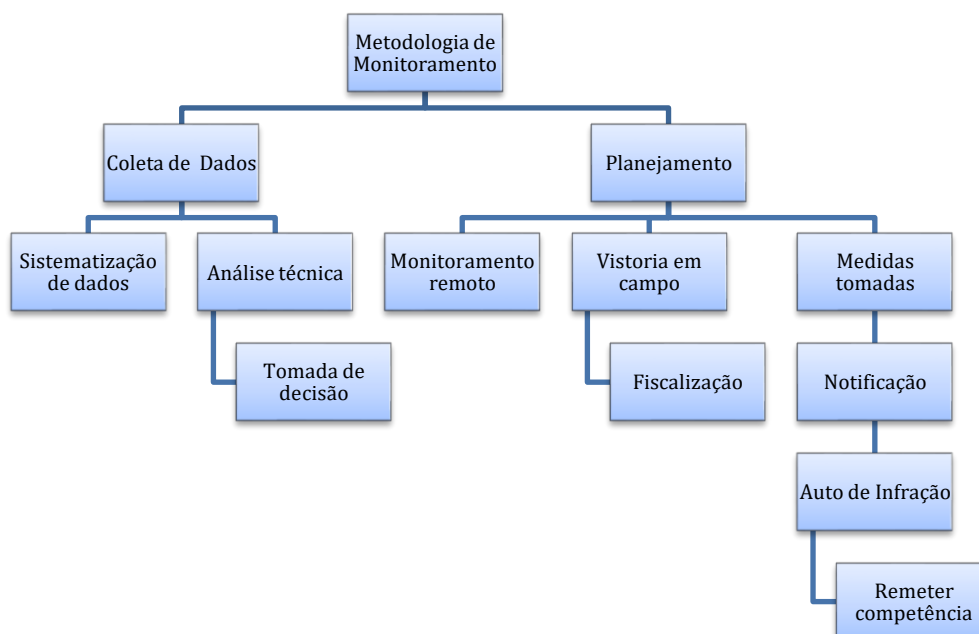 Metodologia de
Monitoramento
Coleta de Dados
Planejamento
Sistematização
de dados
Análise técnica
Monitoramento
remoto
Vistoria em
campo
Medidas
tomadas
Tomada de
decisão
Fiscalização
Notificação
Auto de Infração
Remeter
competência